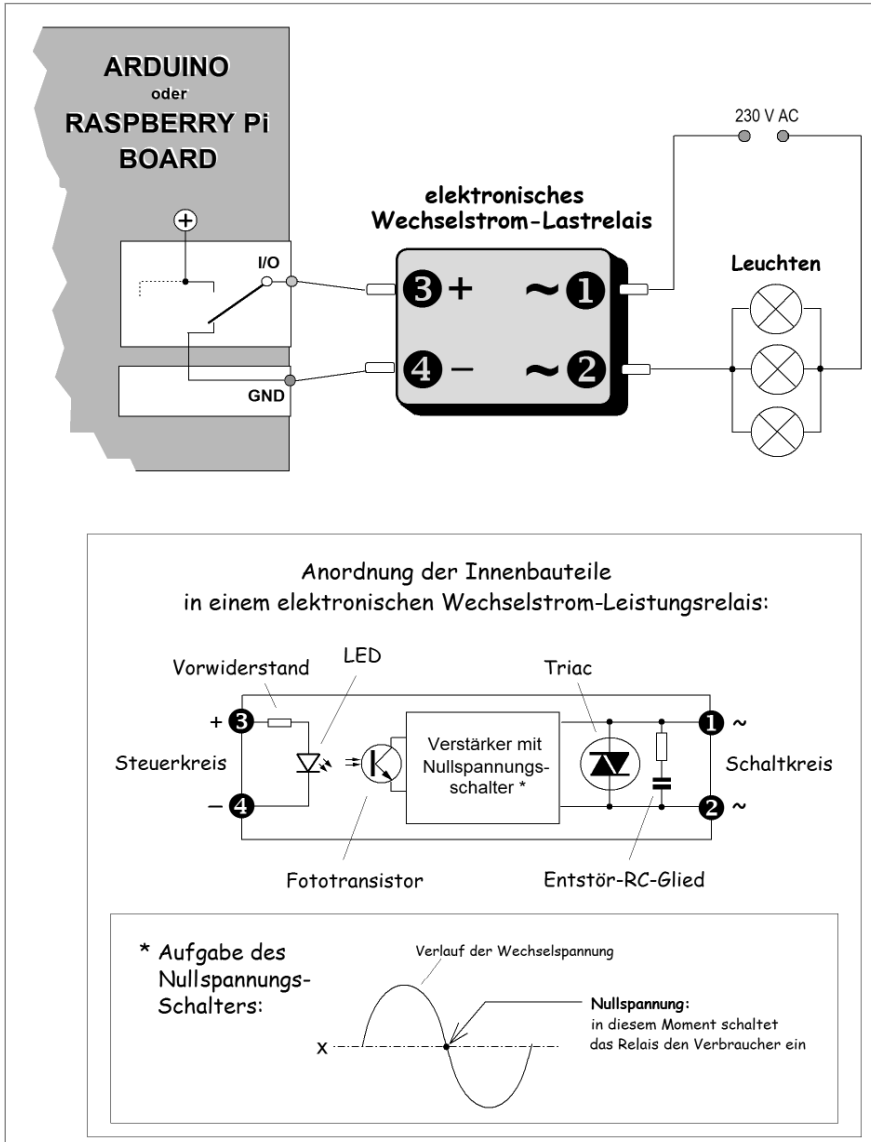 ARDUINO
oder
RASPBERRY Pi
BOARD
+
I/O
GND
elektronisches
Wechselstrom-Lastrelais
3 + ~ 1
4 – ~ 2
230 V AC
Leuchten
Anordnung der Innenbauteile
in einem elektronischen Wechselstrom-Leistungsrelais:
Vorwiderstand
LED
Triac
+ 3
1 ~
Steuerkreis
Verstärker mit
Nullspannungs-
schalter *
Schaltkreis
– 4
2 ~
Fototransistor
Entstör-RC-Glied
* Aufgabe des
Nullspannungs-
Schalters:
Verlauf der Wechselspannung
X
Nullspannung:
in diesem Moment schaltet
das Relais den Verbraucher ein